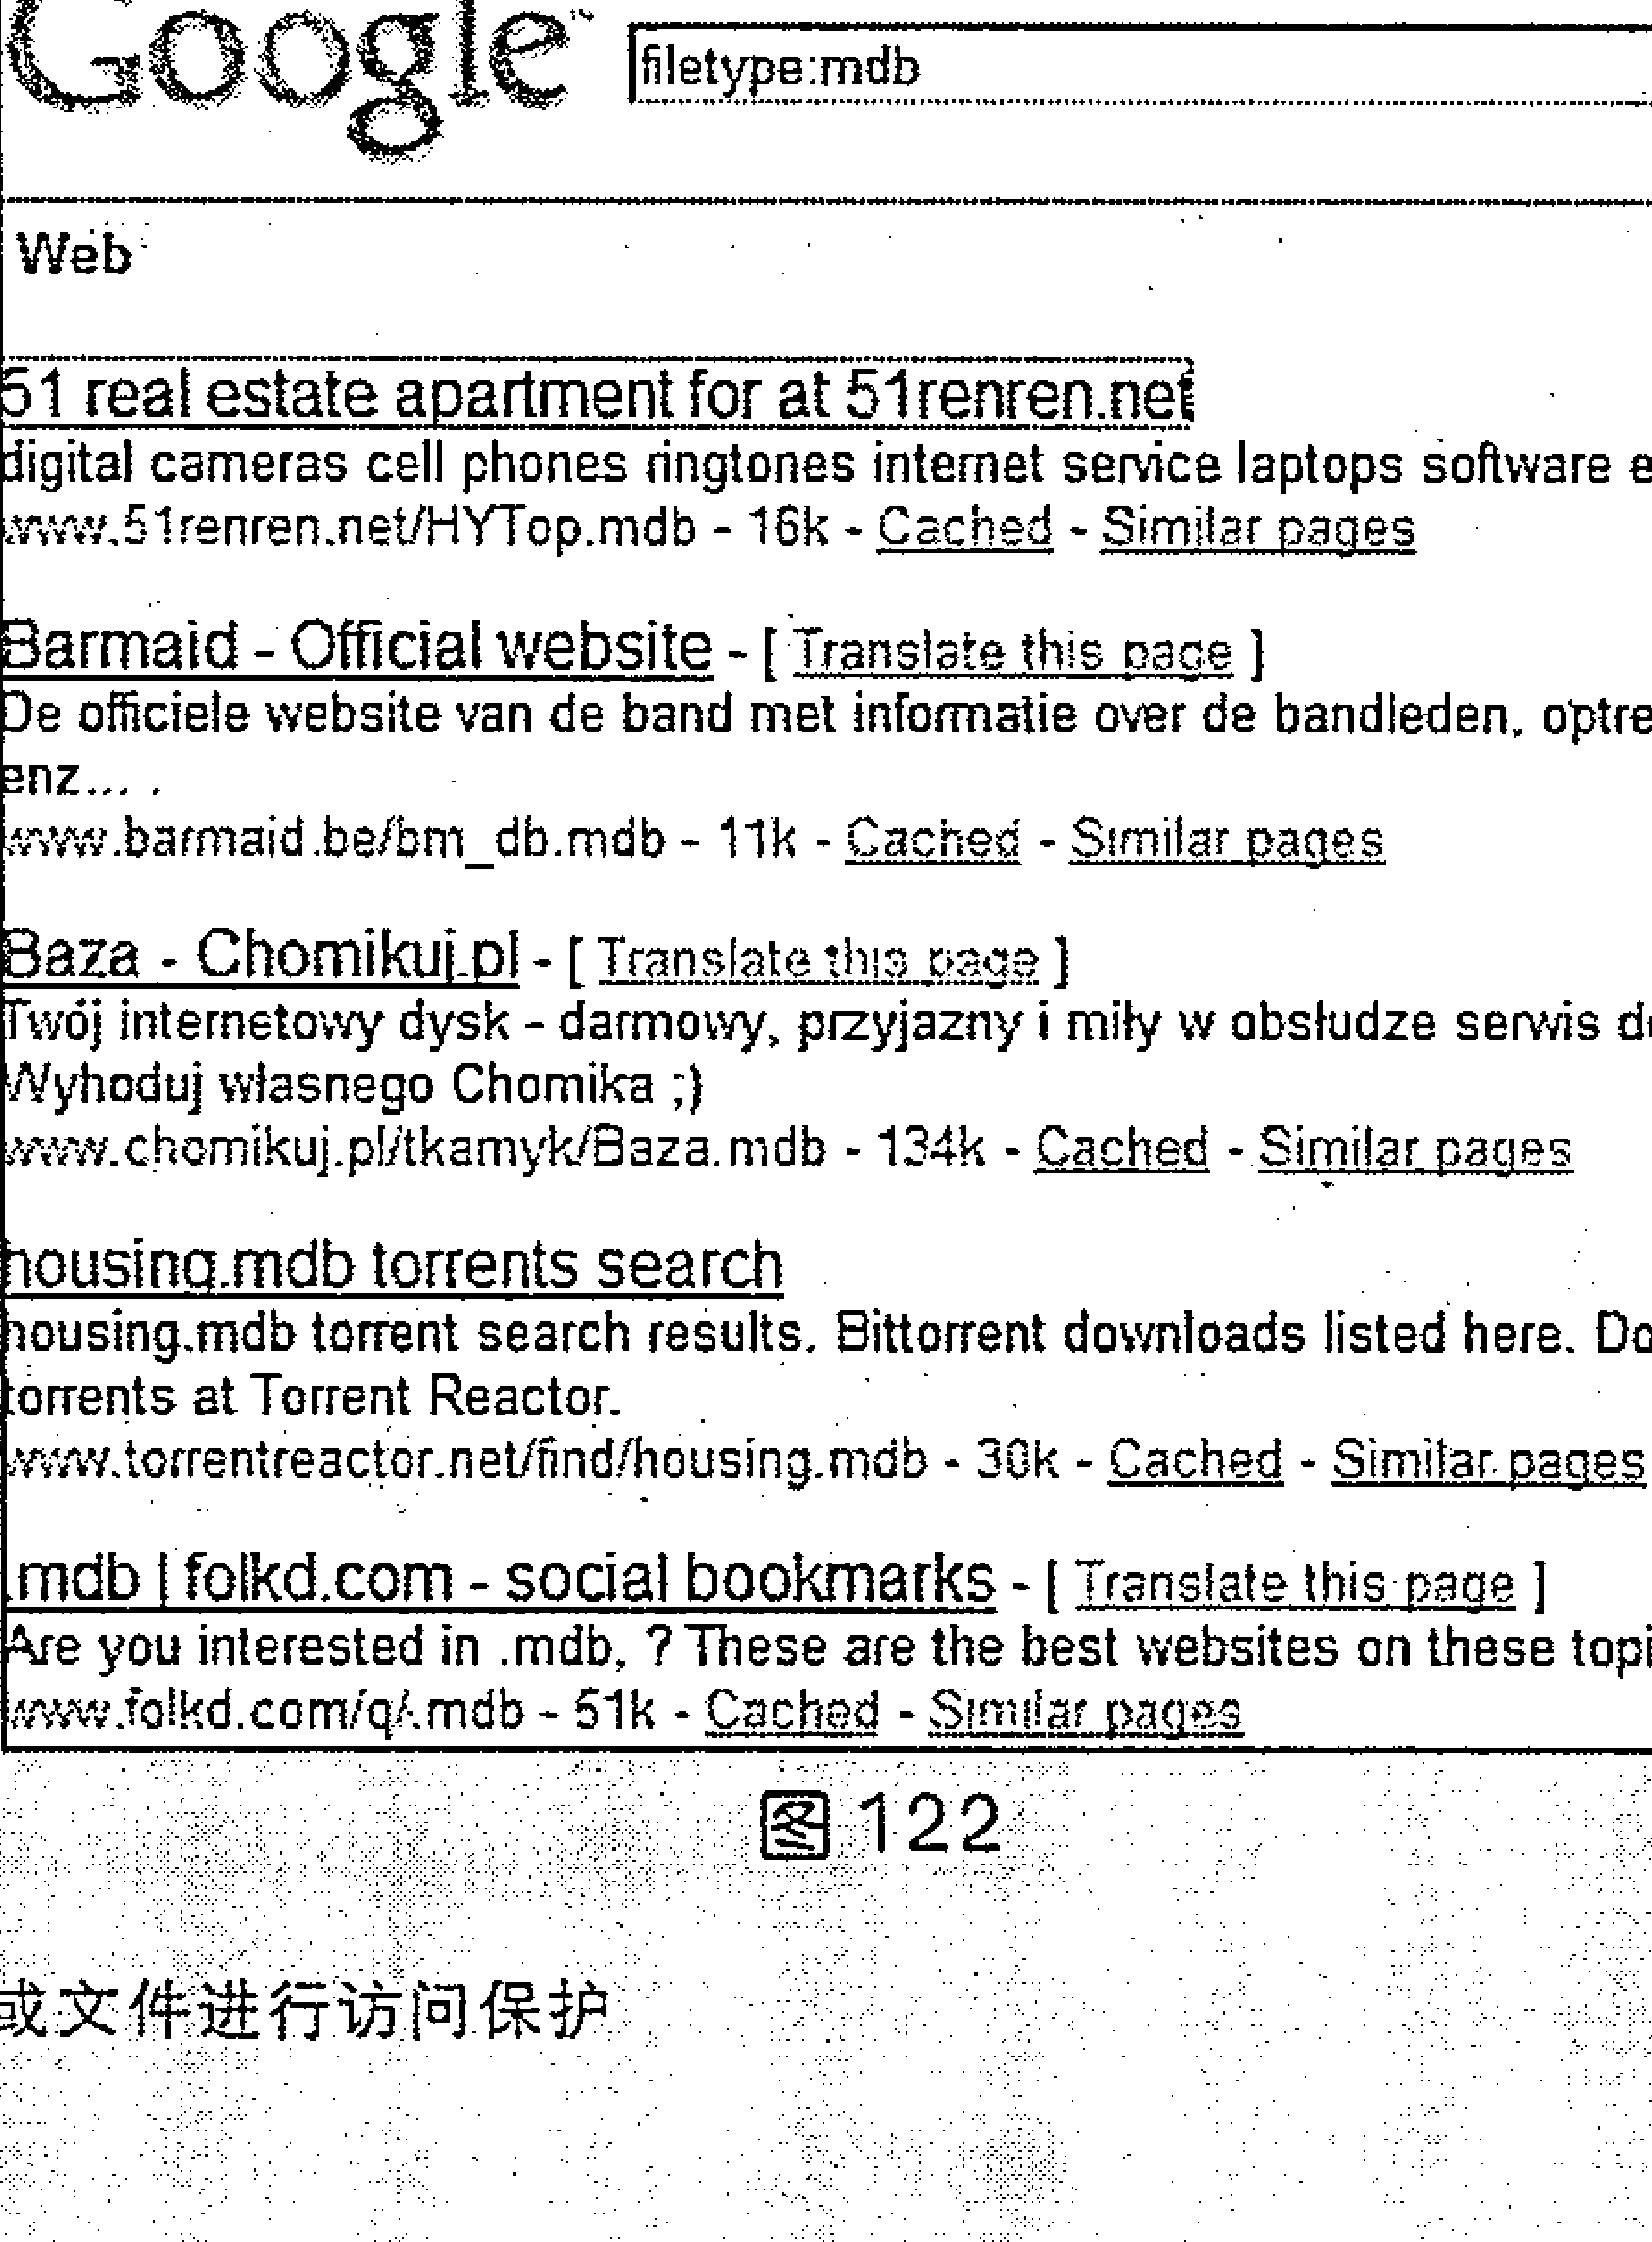 Google™
filetype:mdb
Web
51 real estate apartment for at 51renren.net
digital cameras cell phones ringtones internet service laptops software e
www.51renren.net/HYTop.mdb - 16k - Cached - Similar pages
Barmaid - Official website - [ Translate this page ]
De officiele website van de band met informatie over de bandleden, optre
enz... .
www.barmaid.be/bm_db.mdb - 11k - Cached - Similar pages
Baza - Chomikuj.pl - [ Translate this page ]
Twój internetowy dysk - darmowy, przyjazny i miły w obsłudze serwis d
Wyhoduj własnego Chomika ;)
www.chomikuj.pl/tkamyk/Baza.mdb - 134k - Cached - Similar pages
housing.mdb torrents search
housing.mdb torrent search results. Bittorrent downloads listed here. Do
torrents at Torrent Reactor.
www.torrentreactor.net/find/housing.mdb - 30k - Cached - Similar pages
.mdb | folkd.com - social bookmarks - [ Translate this page ]
Are you interested in .mdb, ? These are the best websites on these topi
www.folkd.com/q/.mdb - 51k - Cached - Similar pages
图122
或文件进行访问保护